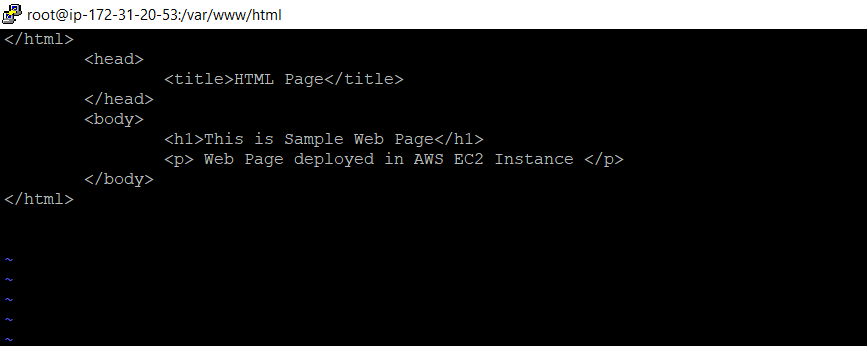 root@ip-172-31-20-53:/var/www/html
</html>
        <head>
                <title>HTML Page</title>
        </head>
        <body>
                <h1>This is Sample Web Page</h1>
                <p> Web Page deployed in AWS EC2 Instance </p>
        </body>
</html>
~
~
~
~
~